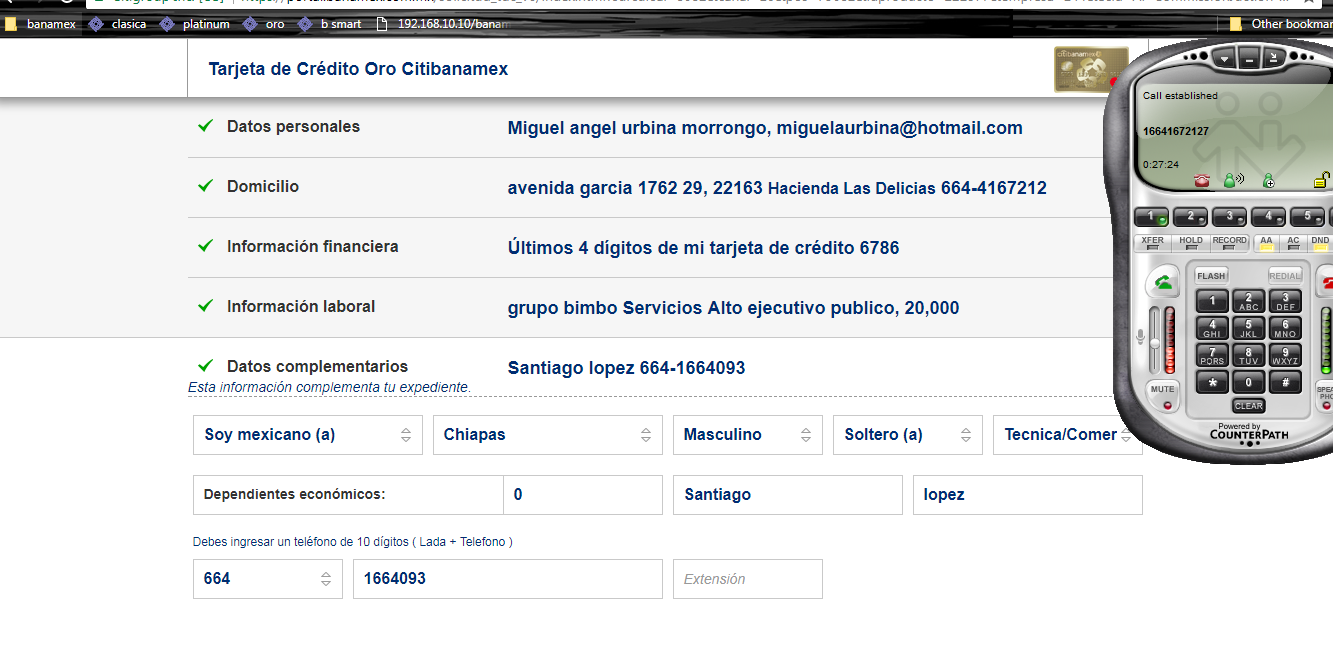 banamex clasica platinum oro b smart 192.168.10.10/banam Other bookmar
Tarjeta de Crédito Oro Citibanamex
citibanamex
Call established
16641672127
0:27:24
Datos personales Miguel angel urbina morrongo, miguelaurbina@hotmail.com
Domicilio avenida garcia 1762 29, 22163 Hacienda Las Delicias 664-4167212
Información financiera Últimos 4 dígitos de mi tarjeta de crédito 6786
Información laboral grupo bimbo Servicios Alto ejecutivo publico, 20,000
Datos complementarios Santiago lopez 664-1664093
Esta información complementa tu expediente.
Soy mexicano (a) Chiapas Masculino Soltero (a) Tecnica/Comer
Dependientes económicos: 0 Santiago lopez
Debes ingresar un teléfono de 10 dígitos ( Lada + Telefono )
664 1664093 Extensión
1 2 3 4 5
XFER HOLD RECORD AA AC DND
FLASH REDIAL
1 2 ABC 3 DEF
4 GHI 5 JKL 6 MNO
7 PQRS 8 TUV 9 WXYZ
* 0 #
MUTE CLEAR SPEA
PHO
Powered by
COUNTERPATH